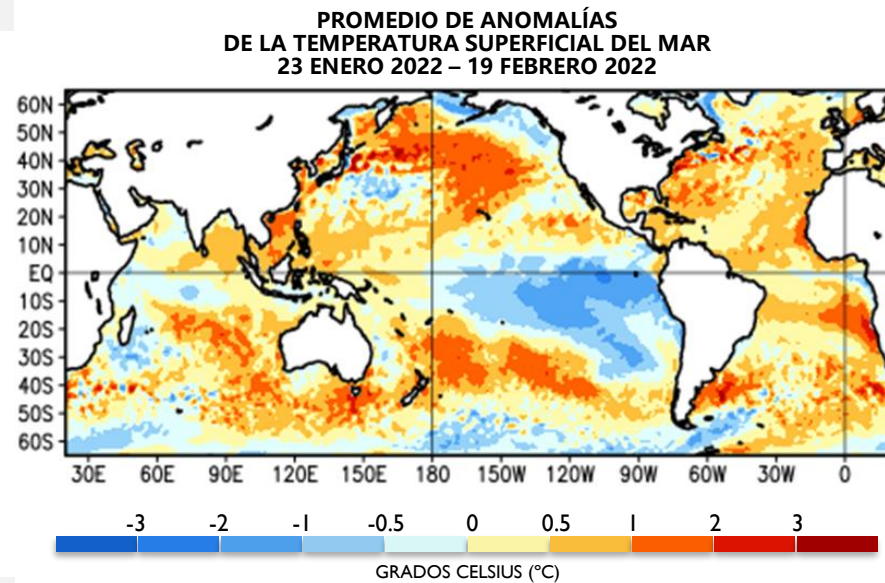 PROMEDIO DE ANOMALÍAS
DE LA TEMPERATURA SUPERFICIAL DEL MAR
23 ENERO 2022 – 19 FEBRERO 2022
60N
50N
40N
30N
20N
10N
EQ
10S
20S
30S
40S
50S
60S
30E 60E 90E 120E 150E 180 150W 120W 90W 60W 30W 0
-3 -2 -1 -0.5 0 0.5 1 2 3
GRADOS CELSIUS (°C)